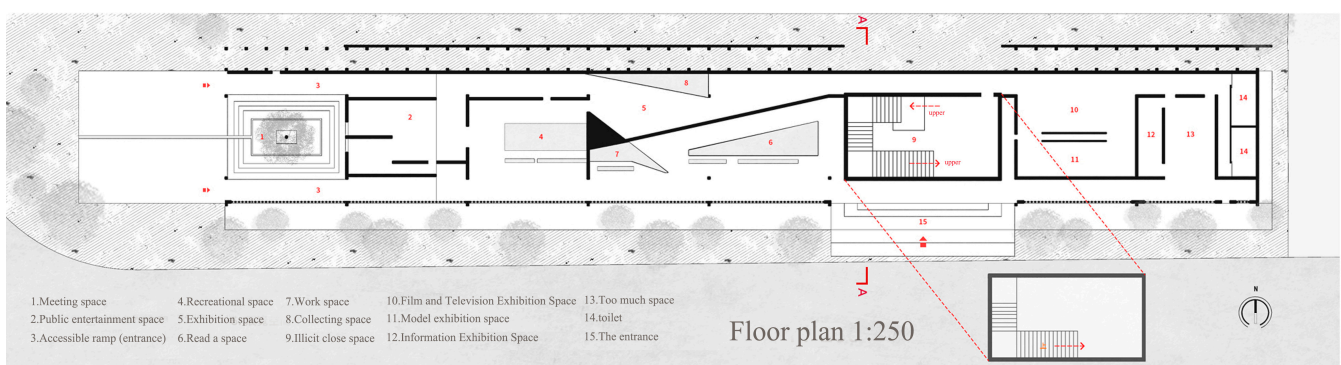 A
8
3
5
10
14
2
upper
1
4
9
12
13
6
7
upper
11
14
3
15
A
1.Meeting space 4.Recreational space 7.Work space 10.Film and Television Exhibition Space 13.Too much space
2.Public entertainment space 5.Exhibition space 8.Collecting space 11.Model exhibition space 14.toilet
3.Accessible ramp (entrance) 6.Read a space 9.Illicit close space 12.Information Exhibition Space 15.The entrance
Floor plan 1:250
N